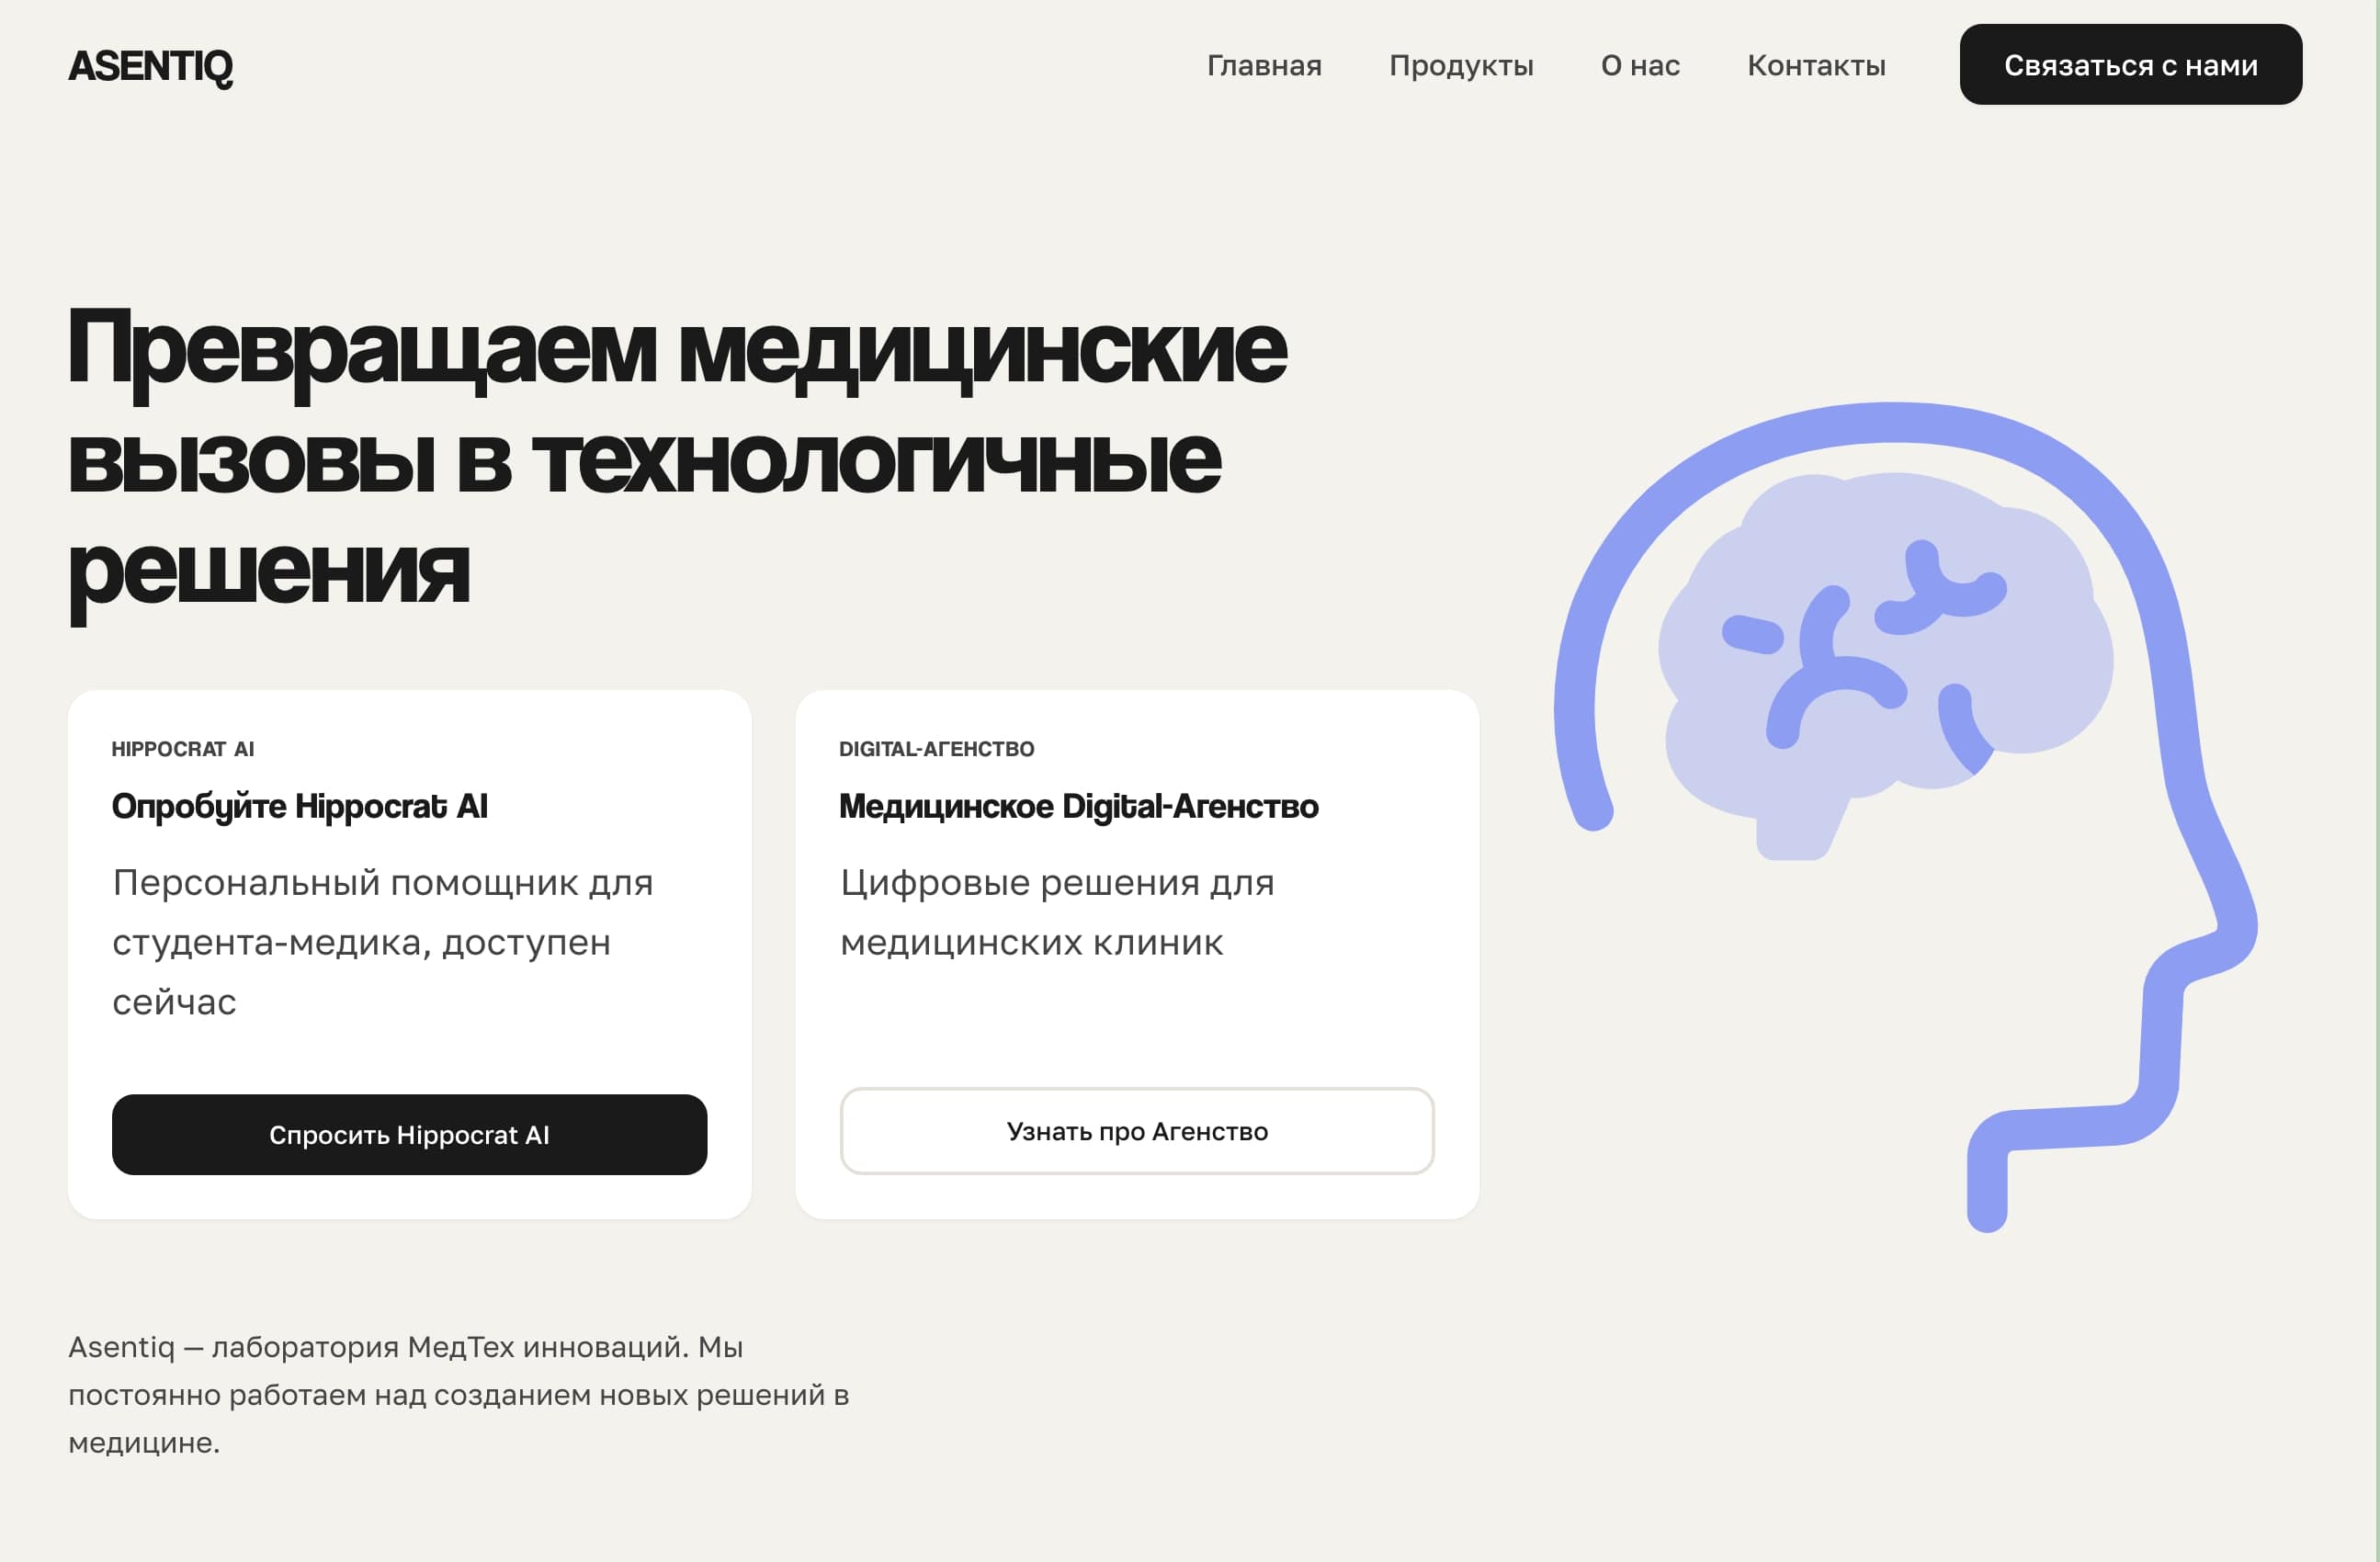 ASENTIQ
Главная
Продукты
О нас
Контакты
Связаться с нами
Превращаем медицинские
вызовы в технологичные
решения
HIPPOCRAT AI
Опробуйте Hippocrat AI
Персональный помощник для
студента-медика, доступен
сейчас
Спросить Hippocrat AI
DIGITAL-АГЕНСТВО
Медицинское Digital-Агенство
Цифровые решения для
медицинских клиник
Узнать про Агенство
Asentiq — лаборатория МедТех инноваций. Мы
постоянно работаем над созданием новых решений в
медицине.